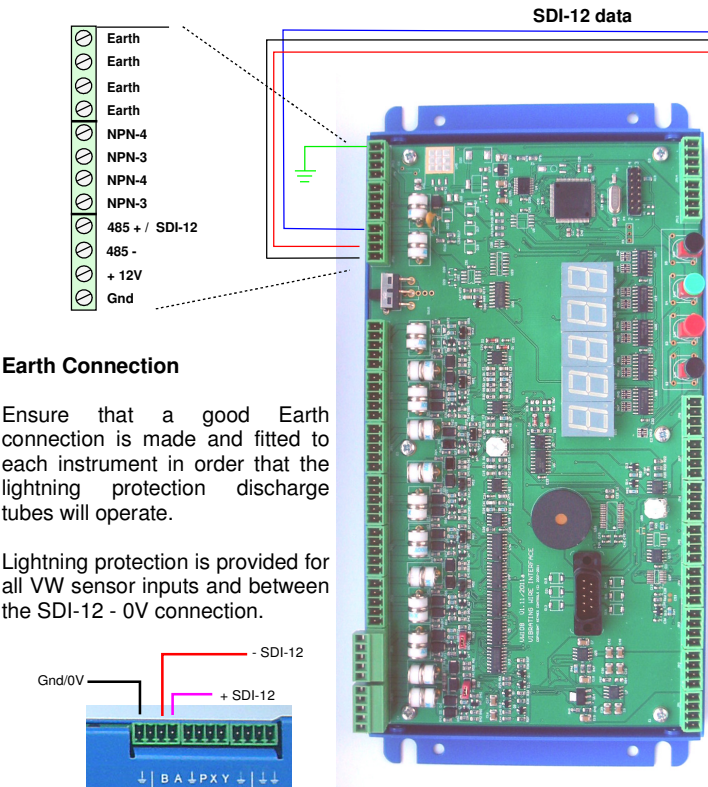 SDI-12 data
Earth
Earth
Earth
Earth
NPN-4
NPN-3
NPN-4
NPN-3
485 + / SDI-12
485 -
+ 12V
Gnd
Earth Connection
Ensure that a good Earth
connection is made and fitted to
each instrument in order that the
lightning protection discharge
tubes will operate.
Lightning protection is provided for
all VW sensor inputs and between
the SDI-12 - 0V connection.
- SDI-12
Gnd/0V
+ SDI-12
B A P X Y
VIBRATING WIRE INTERFACE